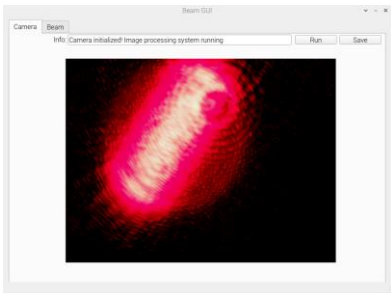 Beam GUI
Camera Beam
Info Camera initialized! Image processing system running Run Save